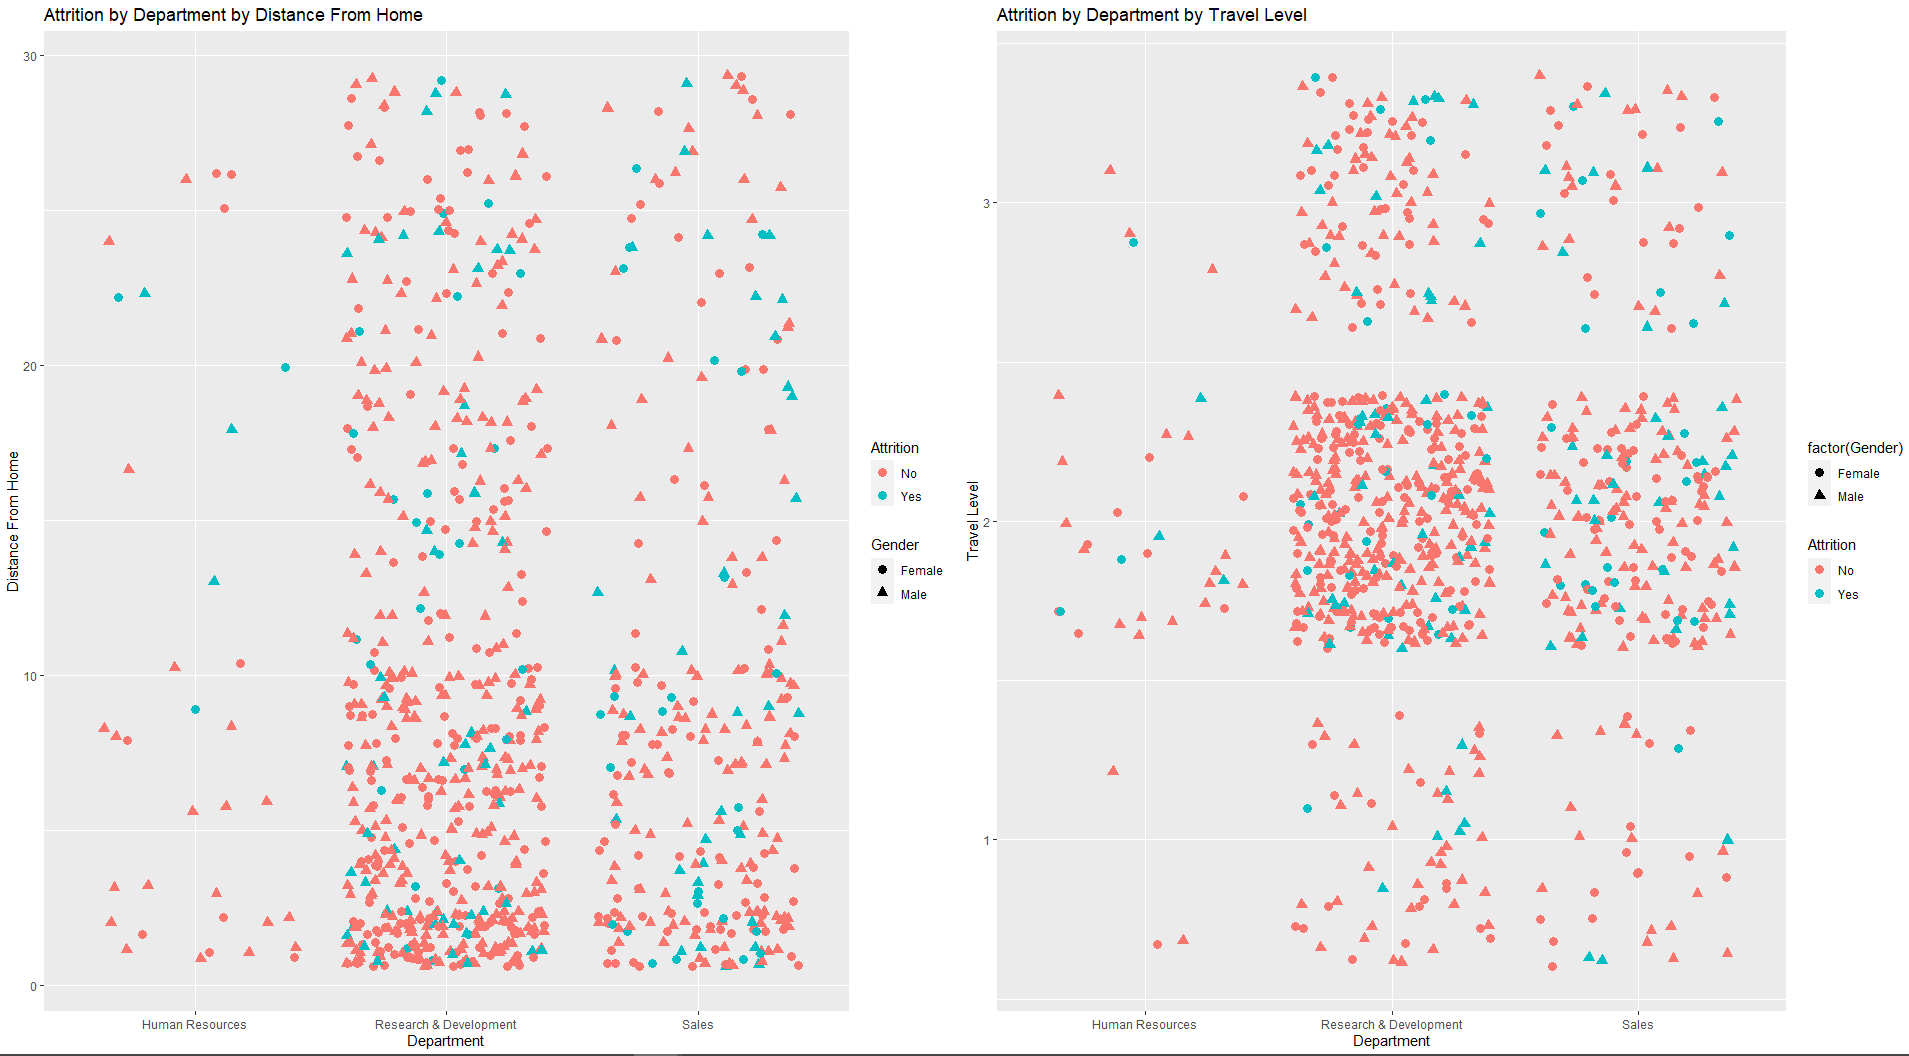 Attrition by Department by Distance From Home
30
20
10
0
Distance From Home
Human Resources
Research & Development
Sales
Department
Attrition
No
Yes
Gender
Female
Male
Attrition by Department by Travel Level
3
2
1
Travel Level
Human Resources
Research & Development
Sales
Department
factor(Gender)
Female
Male
Attrition
No
Yes